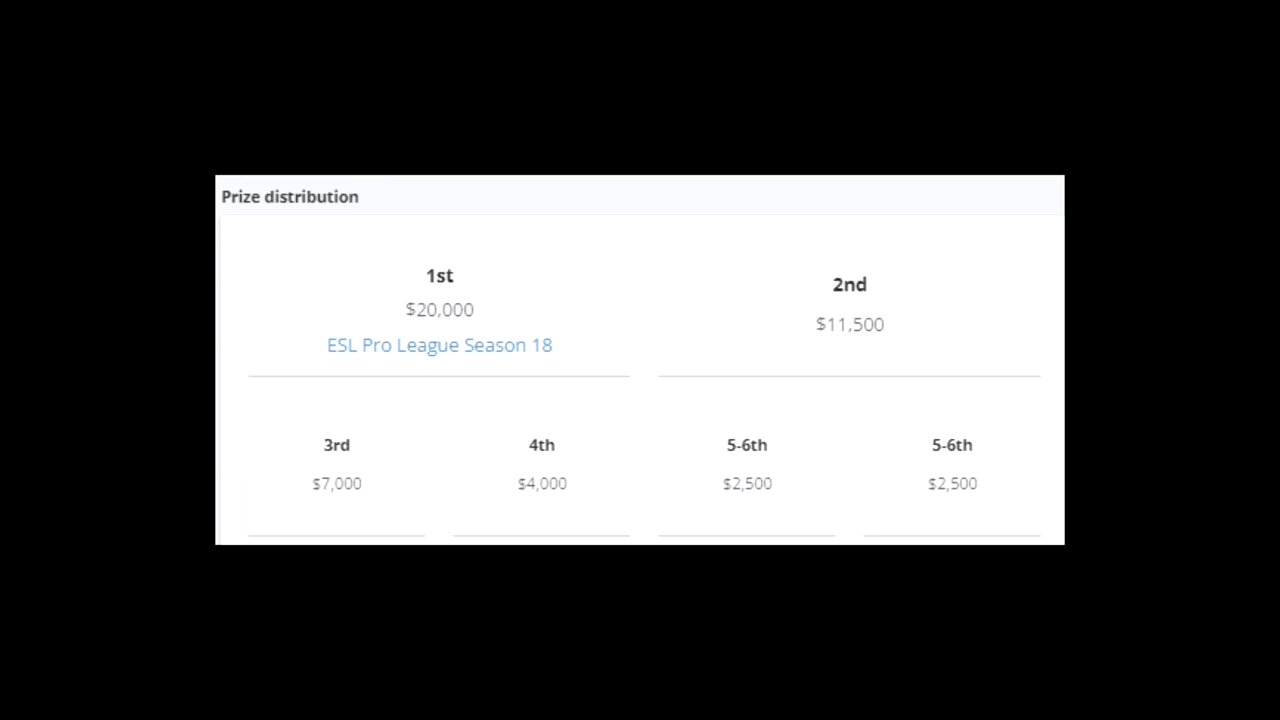 Prize distribution
1st
$20,000
ESL Pro League Season 18
2nd
$11,500
3rd
$7,000
4th
$4,000
5-6th
$2,500
5-6th
$2,500